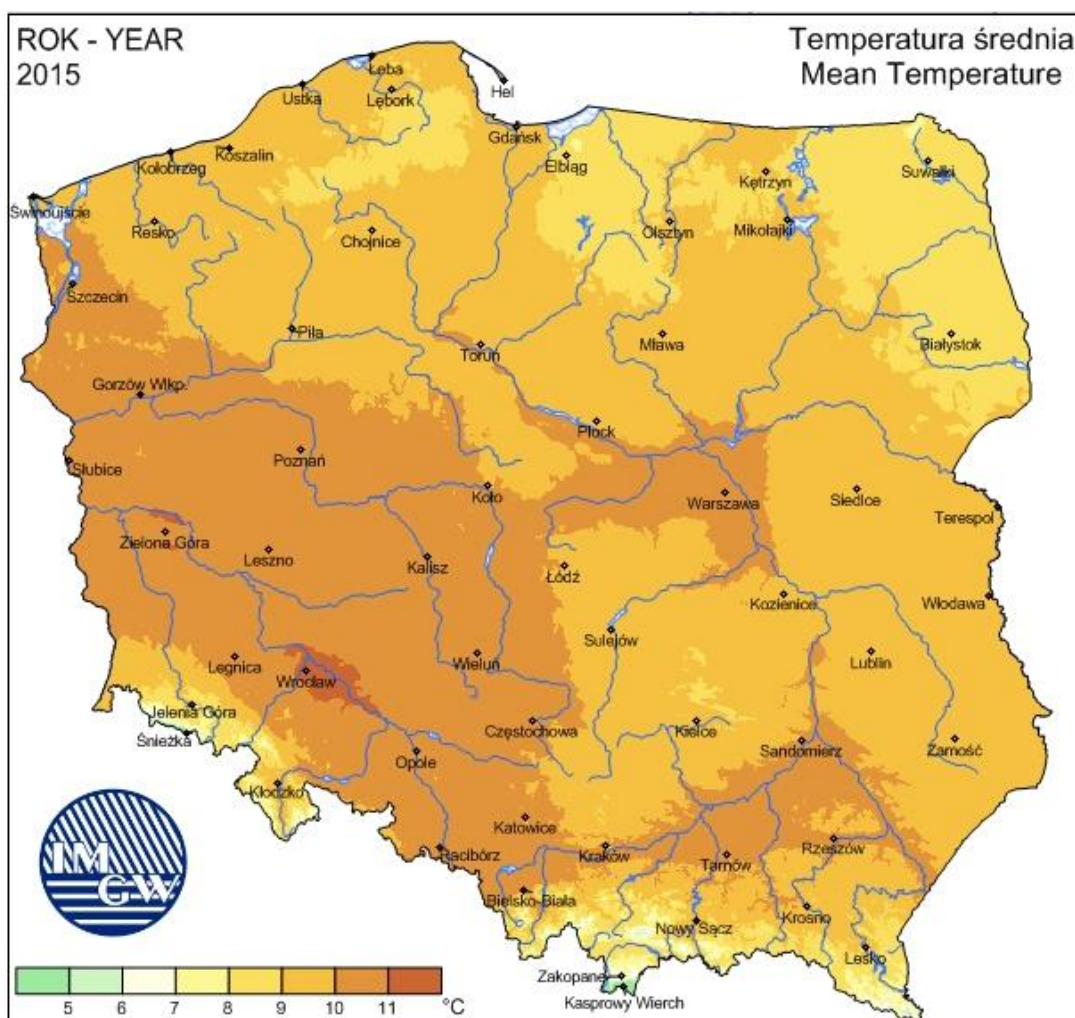 ROK - YEAR
2015
Temperatura średnia
Mean Temperature
Łeba
Hel
Ustka
Lębork
Gdańsk
Koszalin
Kołobrzeg
Elbląg
Suwałki
Kętrzyn
Świnoujście
Resko
Chojnice
Olsztyn
Mikołajki
Szczecin
Piła
Toruń
Mława
Białystok
Gorzów Wlkp.
Płock
Słubice
Poznań
Koło
Warszawa
Siedlce
Terespol
Zielona Góra
Leszno
Kalisz
Łódź
Kozienice
Włodawa
Sulejów
Legnica
Wrocław
Wieluń
Lublin
Jelenia Góra
Śnieżka
Częstochowa
Kielce
Sandomierz
Zamość
Opole
Kłodzko
Katowice
Racibórz
Kraków
Tarnów
Rzeszów
Bielsko-Biała
Nowy Sącz
Krosno
Lesko
Zakopane
Kasprowy Wierch
IM
GW
5 6 7 8 9 10 11 °C